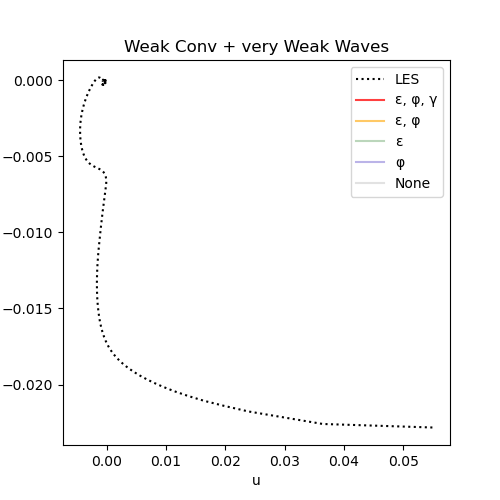 Weak Conv + very Weak Waves
0.000
−0.005
−0.010
−0.015
−0.020
LES
ε, φ, γ
ε, φ
ε
φ
None
0.00 0.01 0.02 0.03 0.04 0.05
u